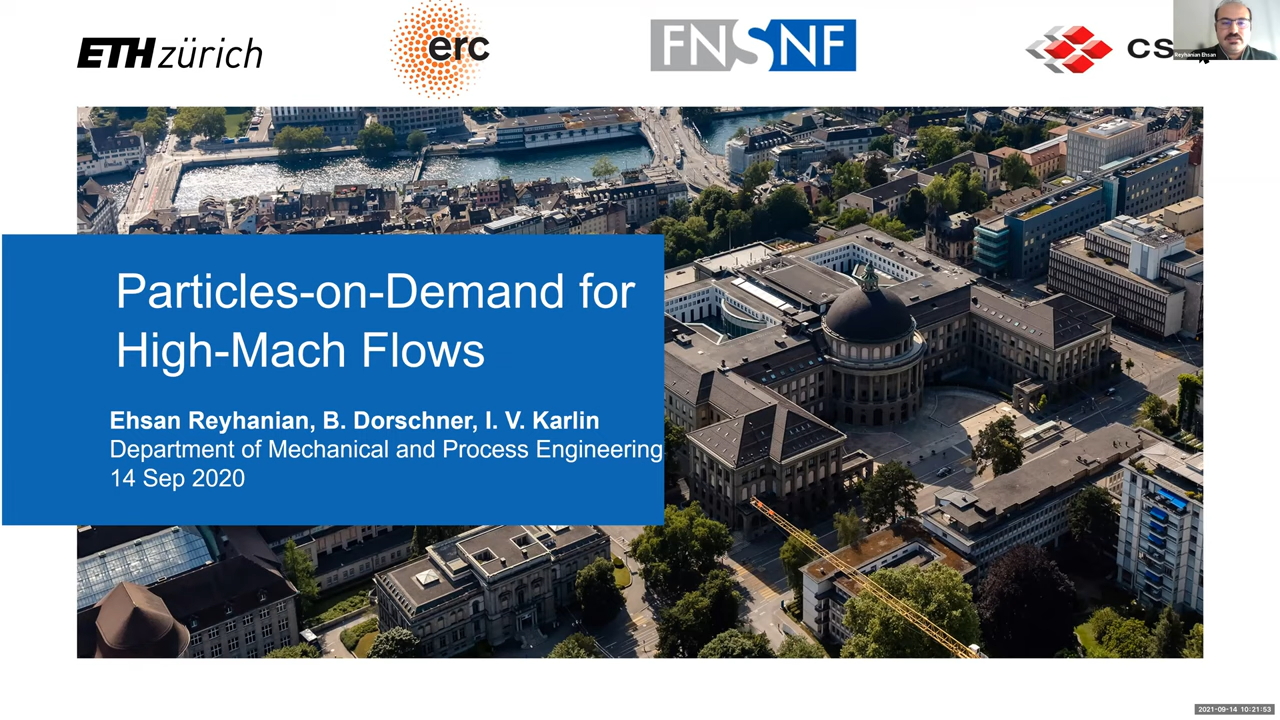 ETH zürich
erc
FNSNF
CS
Reyhanian Ehsan
Particles-on-Demand for
High-Mach Flows
Ehsan Reyhanian, B. Dorschner, I. V. Karlin
Department of Mechanical and Process Engineering
14 Sep 2020
2021-09-14 10:21:53